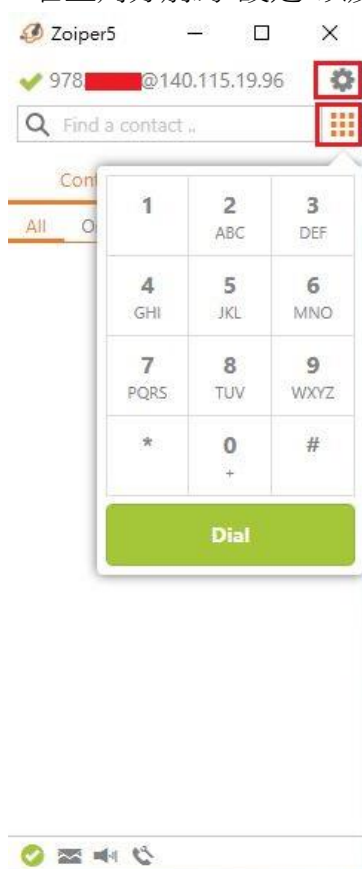 Zoiper5
978 @140.115.19.96
Find a contact ..
Cont
All O
1 2 3
ABC DEF
4 5 6
GHI JKL MNO
7 8 9
PQRS TUV WXYZ
* 0 #
+
Dial